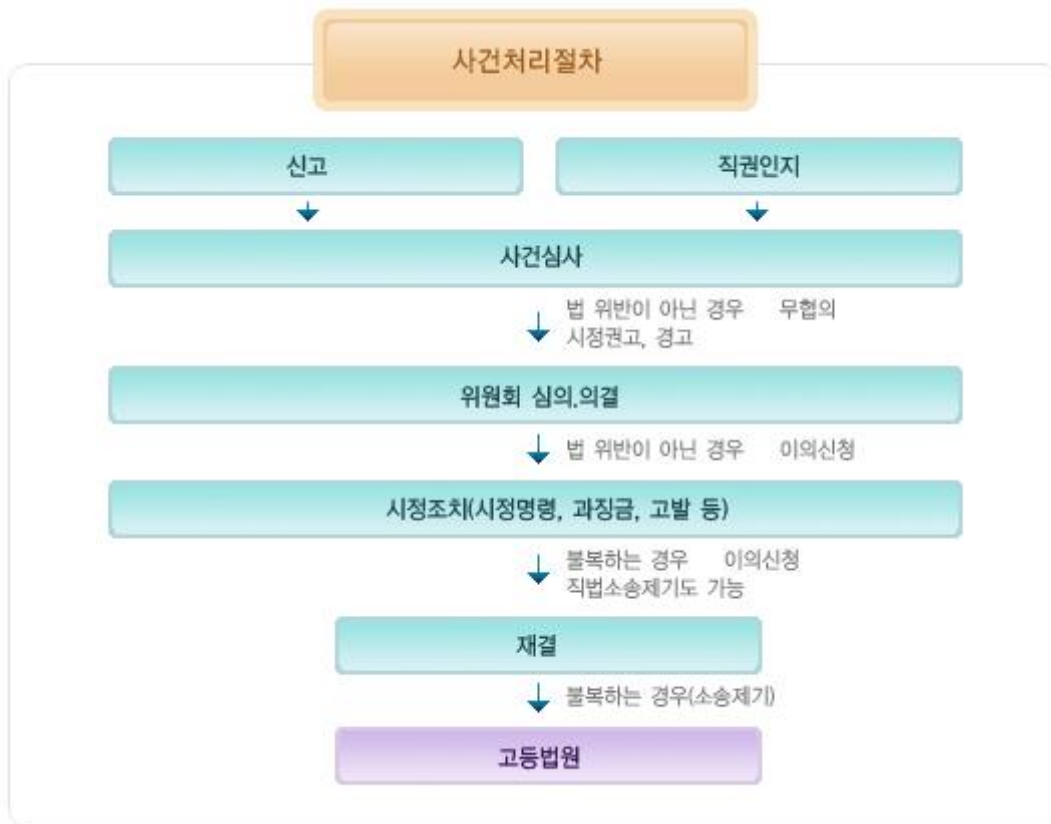 사건처리절차
신고
직권인지
사건심사
법 위반이 아닌 경우 무협의
시정권고, 경고
위원회 심의.의결
법 위반이 아닌 경우 이의신청
시정조치(시정명령, 과징금, 고발 등)
불복하는 경우 이의신청
직법소송제기도 가능
재결
불복하는 경우(소송제기)
고등법원